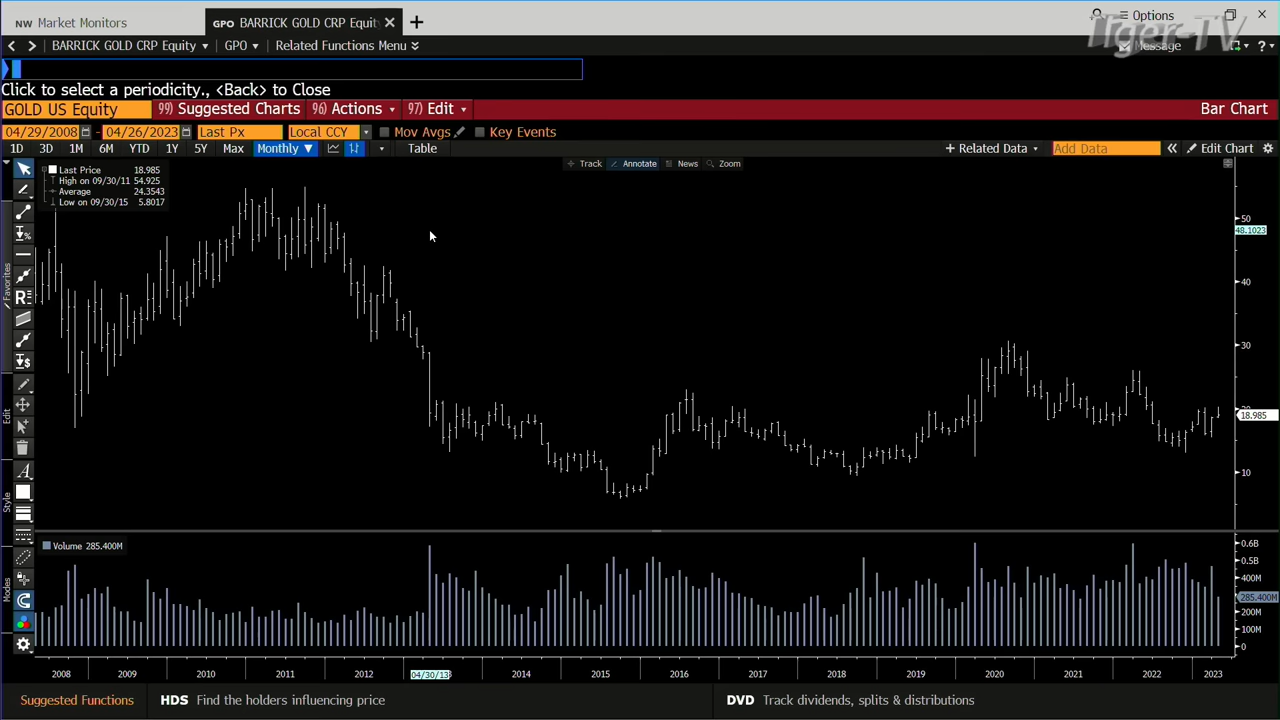 NW Market Monitors
GPO BARRICK GOLD CRP Equit
Options
Tiger-TV
BARRICK GOLD CRP Equity GPO Related Functions Menu
Message ?
Click to select a periodicity., <Back> to Close
GOLD US Equity 99) Suggested Charts 96) Actions 97) Edit Bar Chart
04/29/2008 - 04/26/2023 Last Px Local CCY Mov Avgs Key Events
1D 3D 1M 6M YTD 1Y 5Y Max Monthly ▼ Table + Related Data Add Data « Edit Chart
Track Annotate News Zoom
Last Price 18.985
High on 09/30/11 54.925
Average 24.3543
Low on 09/30/15 5.8017
50
48.1023
40
30
18.985
10
Favorites
Edit
Style
Modes
Volume 285.400M
0.6B
0.5B
400M
285.400M
200M
100M
0
2008 2009 2010 2011 2012 04/30/13 2014 2015 2016 2017 2018 2019 2020 2021 2022 2023
Suggested Functions HDS Find the holders influencing price DVD Track dividends, splits & distributions